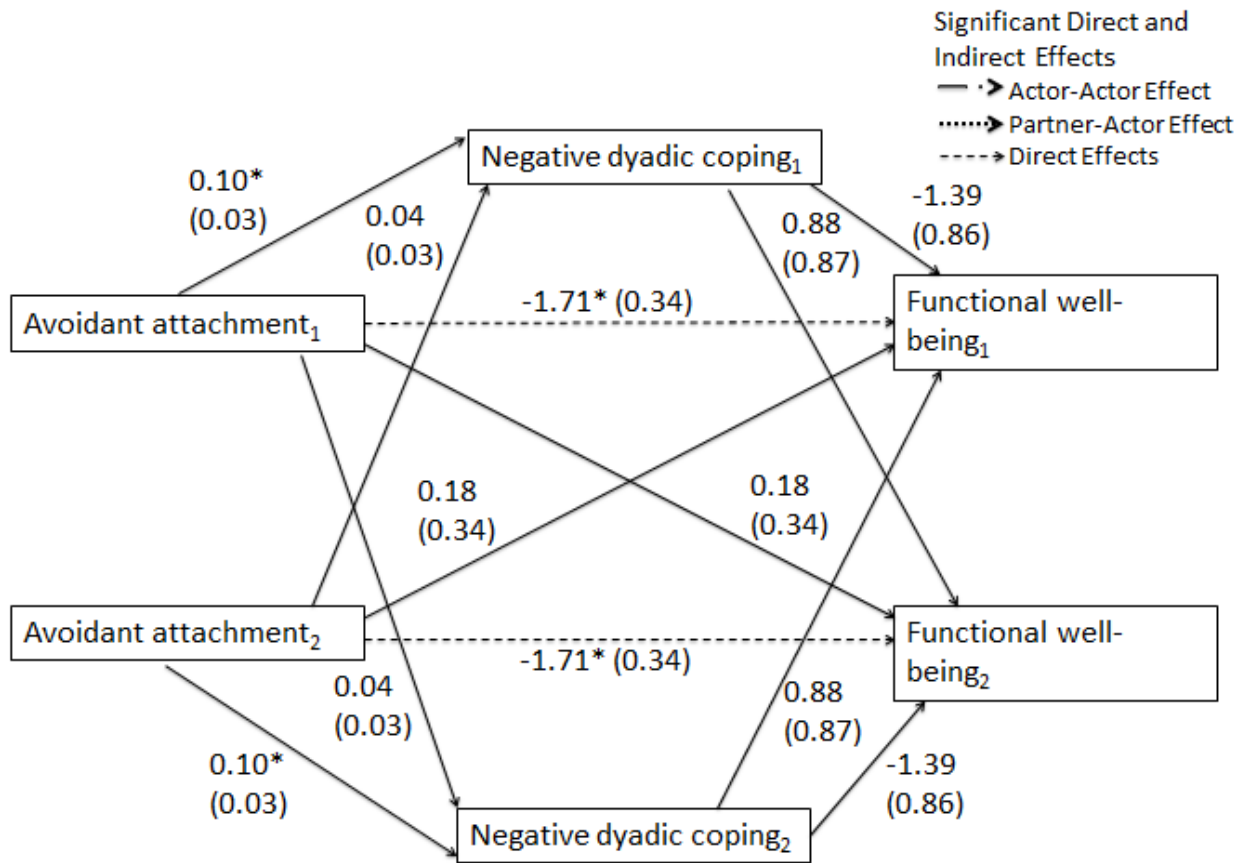 Significant Direct and
Indirect Effects
Actor-Actor Effect
Partner-Actor Effect
Direct Effects
Negative dyadic coping₁
0.10*
(0.03)
0.04
(0.03)
0.88
(0.87)
-1.39
(0.86)
Avoidant attachment₁
-1.71* (0.34)
Functional well-
being₁
0.18
(0.34)
0.18
(0.34)
Avoidant attachment₂
-1.71* (0.34)
Functional well-
being₂
0.04
(0.03)
0.88
(0.87)
0.10*
(0.03)
-1.39
(0.86)
Negative dyadic coping₂